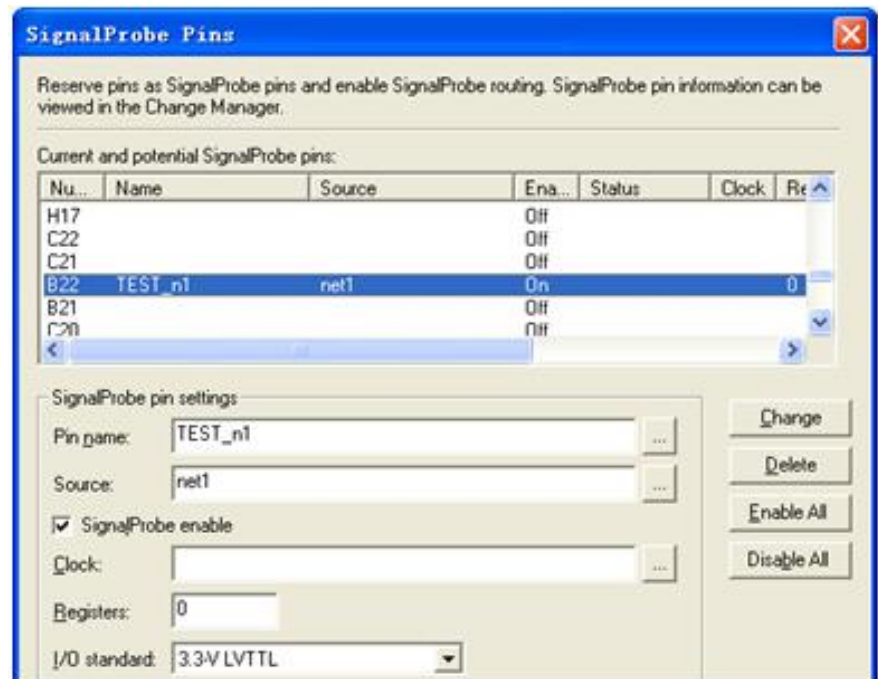 SignalProbe Pins
Reserve pins as SignalProbe pins and enable SignalProbe routing. SignalProbe pin information can be
viewed in the Change Manager.
Current and potential SignalProbe pins:
Nu... Name Source Ena... Status Clock Re
H17 Off
C22 Off
C21 Off
B22 TEST_n1 net1 On 0
B21 Off
C20 Off
SignalProbe pin settings
Pin name: TEST_n1 ...
Source: net1 ...
SignalProbe enable
Clock: ...
Registers: 0
I/O standard: 3.3-V LVTTL
Change
Delete
Enable All
Disable All